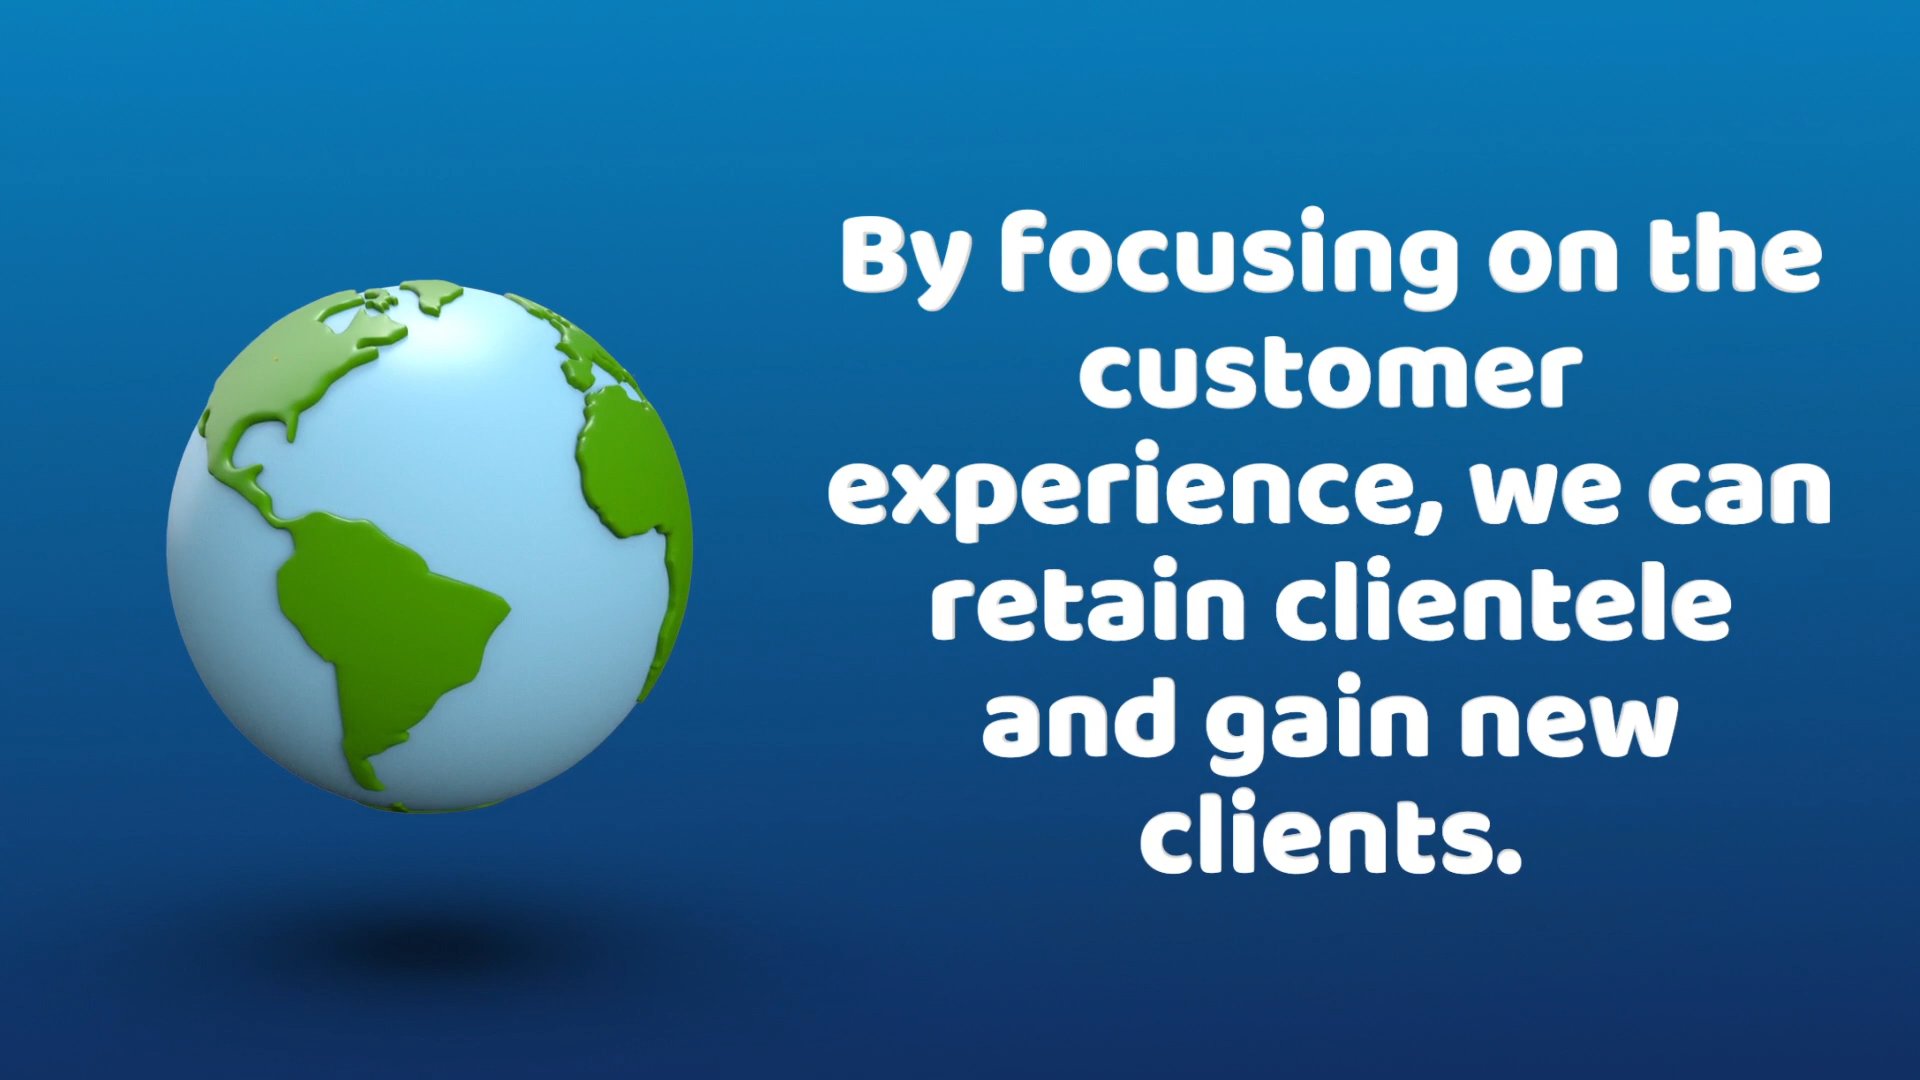 By focusing on the
customer
experience, we can
retain clientele
and gain new
clients.